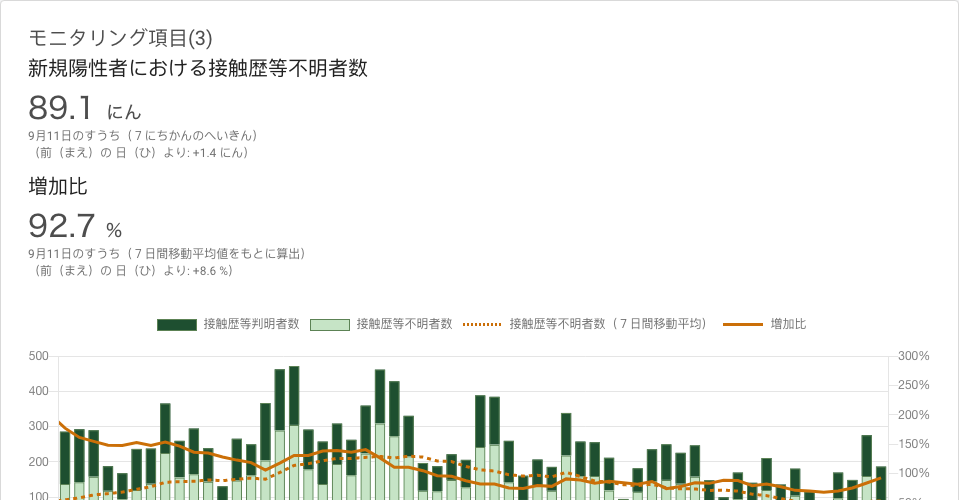 モニタリング項目(3)
新規陽性者における接触歴等不明者数
89.1 にん
9月11日のすうち（７にちかんのへいきん）
（前（まえ）の 日（ひ）より: +1.4 にん）
増加比
92.7 %
9月11日のすうち（７日間移動平均値をもとに算出）
（前（まえ）の 日（ひ）より: +8.6 %）
接触歴等判明者数 接触歴等不明者数 接触歴等不明者数（７日間移動平均） 増加比
500 300%
250%
400
200%
300
150%
200
100%
100